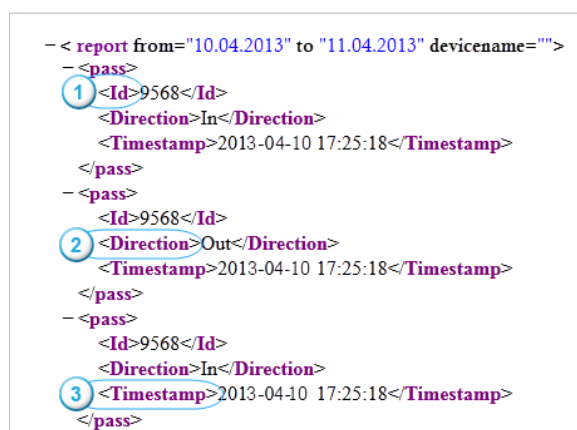 − < report from="10.04.2013" to "11.04.2013" devicename="">
− <pass>
1 <Id>9568</Id>
<Direction>In</Direction>
<Timestamp>2013-04-10 17:25:18</Timestamp>
</pass>
− <pass>
<Id>9568</Id>
2 <Direction>Out</Direction>
<Timestamp>2013-04-10 17:25:18</Timestamp>
</pass>
− <pass>
<Id>9568</Id>
<Direction>In</Direction>
3 <Timestamp>2013-04-10 17:25:18</Timestamp>
</pass>